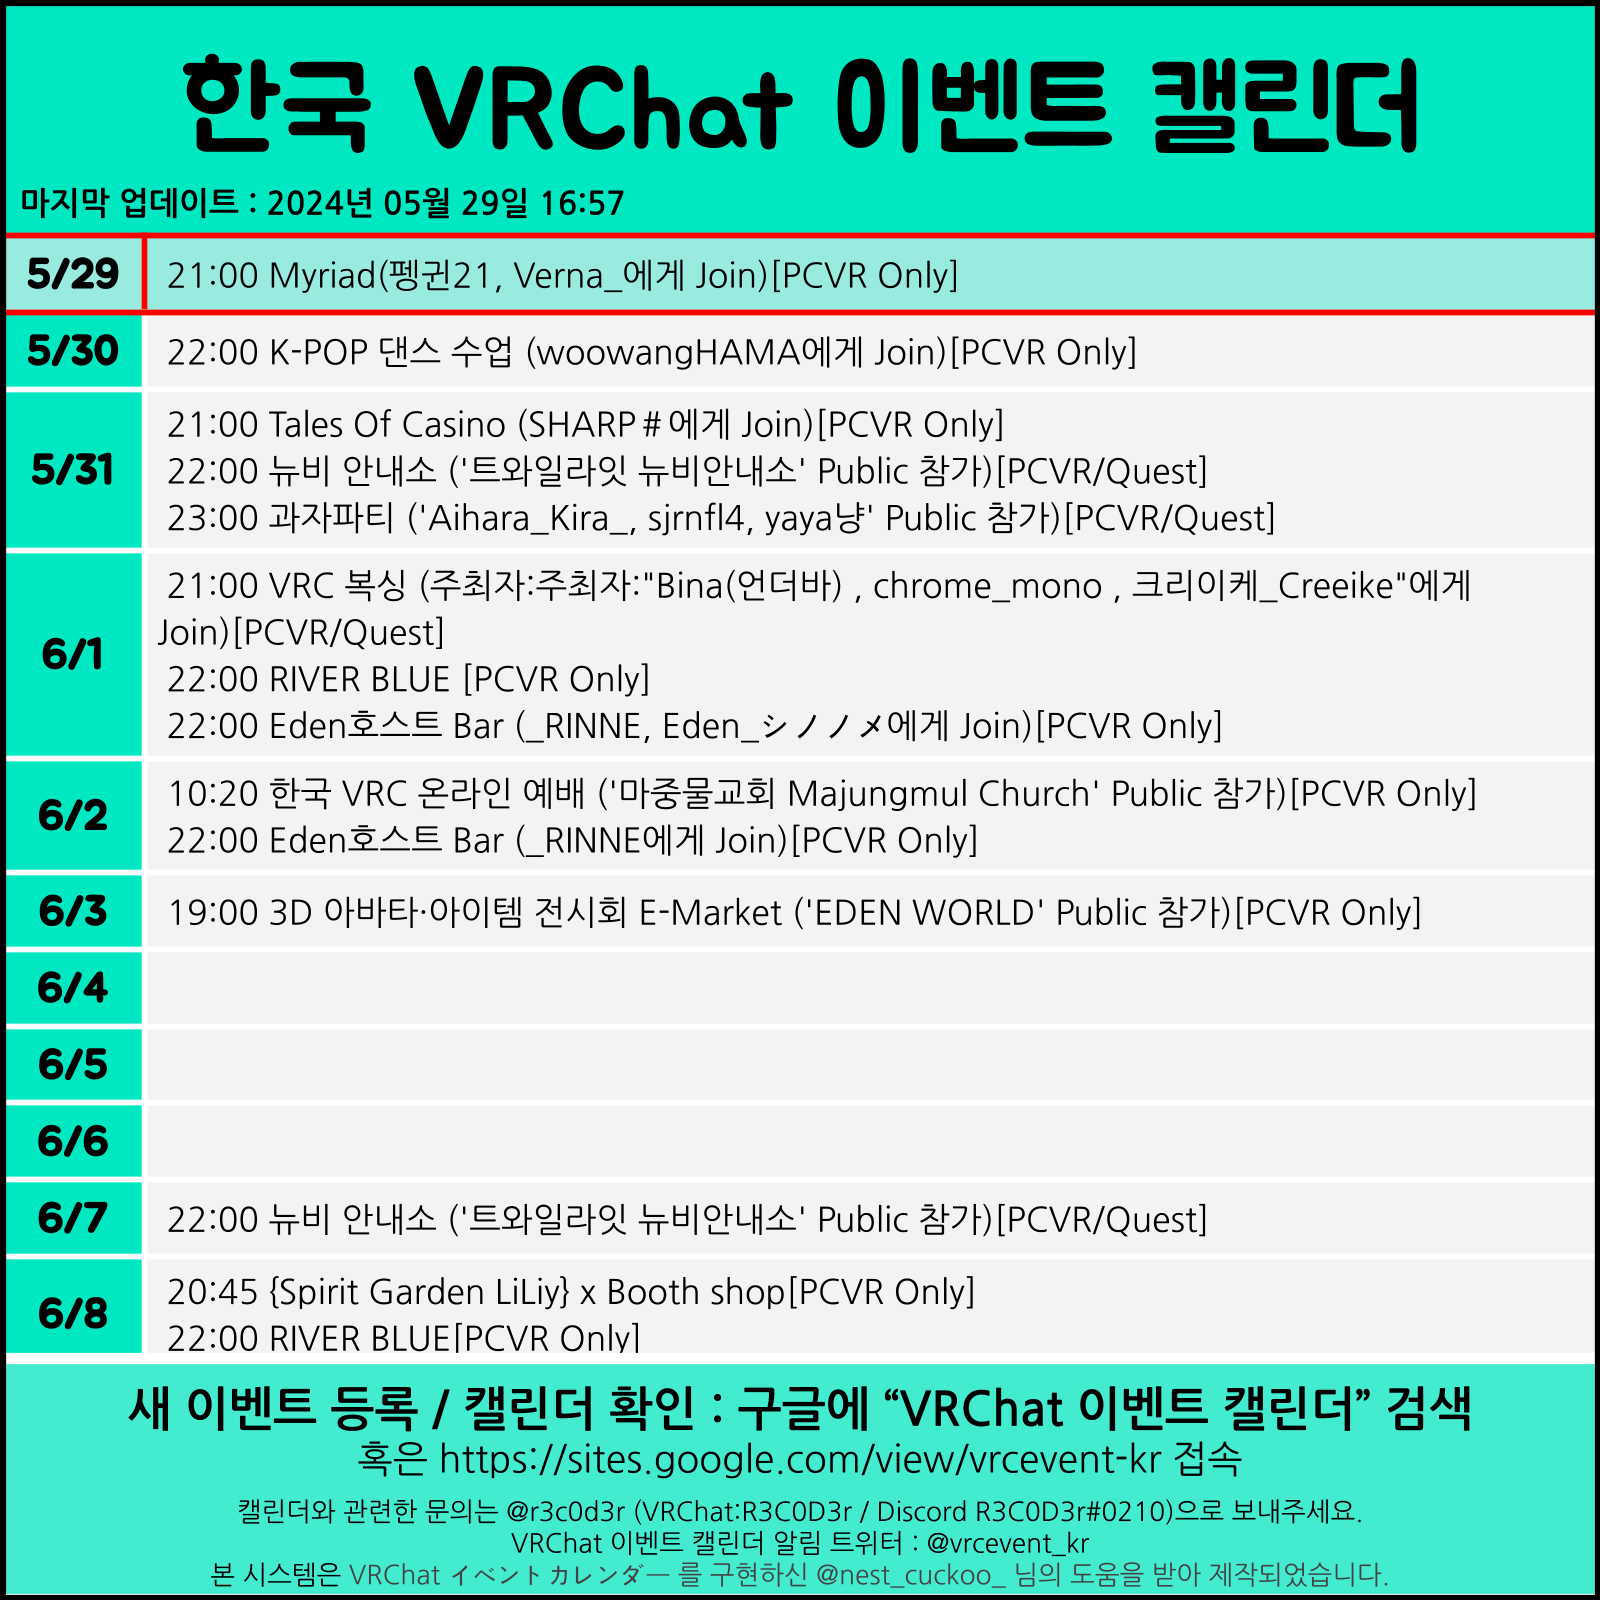 한국 VRChat 이벤트 캘린더
마지막 업데이트 : 2024년 05월 29일 16:57
5/29
21:00 Myriad(펭귄21, Verna_에게 Join)[PCVR Only]
5/30
22:00 K-POP 댄스 수업 (woowangHAMA에게 Join)[PCVR Only]
5/31
21:00 Tales Of Casino (SHARP＃에게 Join)[PCVR Only]
22:00 뉴비 안내소 ('트와일라잇 뉴비안내소' Public 참가)[PCVR/Quest]
23:00 과자파티 ('Aihara_Kira_, sjrnfl4, yaya냥' Public 참가)[PCVR/Quest]
6/1
21:00 VRC 복싱 (주최자:주최자:"Bina(언더바) , chrome_mono , 크리이케_Creeike"에게
Join)[PCVR/Quest]
22:00 RIVER BLUE [PCVR Only]
22:00 Eden호스트 Bar (_RINNE, Eden_シノノメ에게 Join)[PCVR Only]
6/2
10:20 한국 VRC 온라인 예배 ('마중물교회 Majungmul Church' Public 참가)[PCVR Only]
22:00 Eden호스트 Bar (_RINNE에게 Join)[PCVR Only]
6/3
19:00 3D 아바타·아이템 전시회 E-Market ('EDEN WORLD' Public 참가)[PCVR Only]
6/4
6/5
6/6
6/7
22:00 뉴비 안내소 ('트와일라잇 뉴비안내소' Public 참가)[PCVR/Quest]
6/8
20:45 {Spirit Garden LiLiy} x Booth shop[PCVR Only]
22:00 RIVER BLUE[PCVR Only]
새 이벤트 등록 / 캘린더 확인 : 구글에 “VRChat 이벤트 캘린더” 검색
혹은 https://sites.google.com/view/vrcevent-kr 접속
캘린더와 관련한 문의는 @r3c0d3r (VRChat:R3C0D3r / Discord R3C0D3r#0210)으로 보내주세요.
VRChat 이벤트 캘린더 알림 트위터 : @vrcevent_kr
본 시스템은 VRChat イベントカレンダー 를 구현하신 @nest_cuckoo_ 님의 도움을 받아 제작되었습니다.